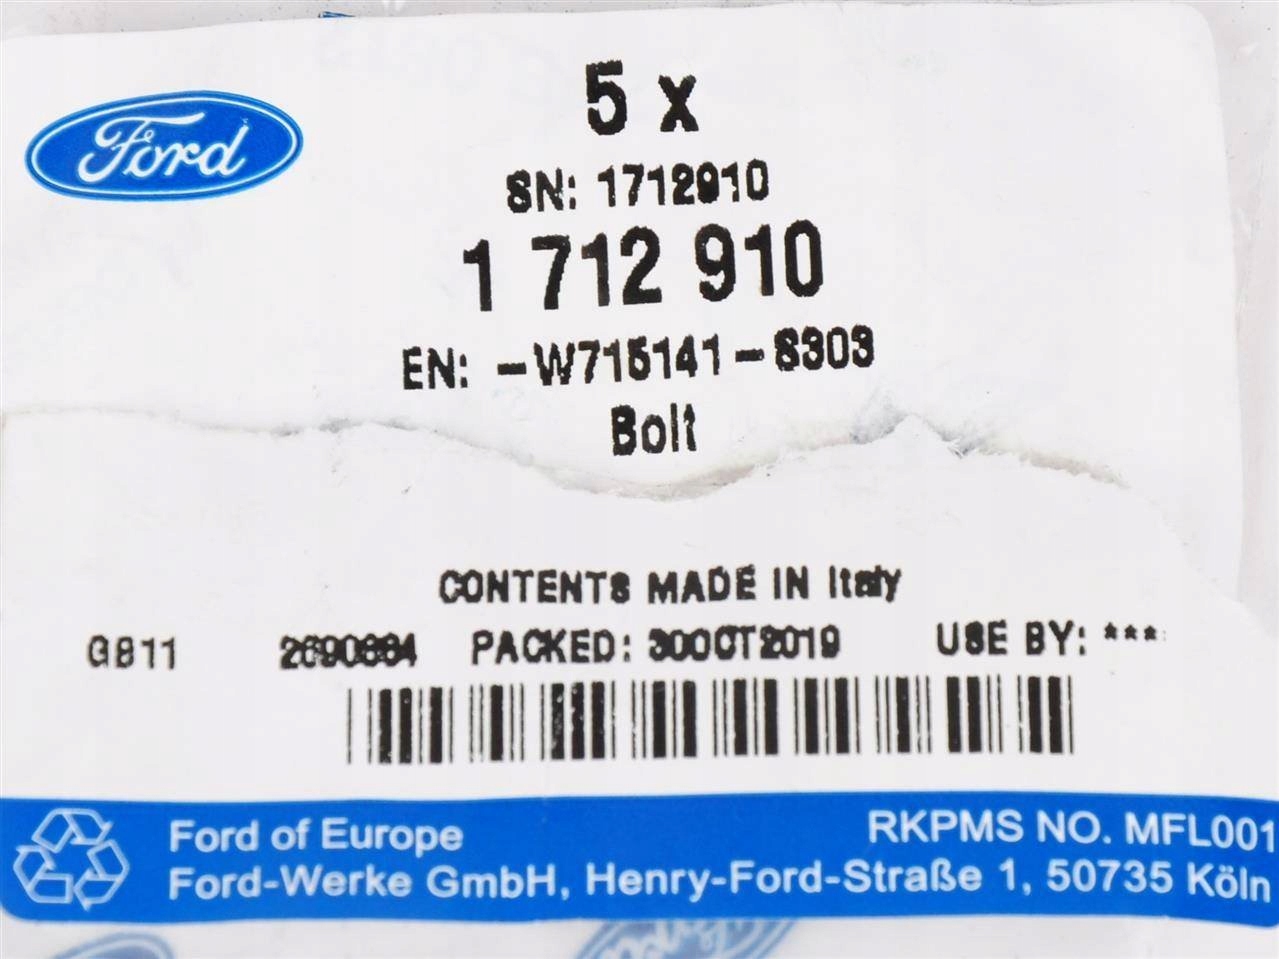 Ford
5 x
SN: 1712910
1 712 910
EN: -W715141-S303
Bolt
CONTENTS MADE IN Italy
GB11 PACKED: 30OCT2019 USE BY: ***
Ford of Europe RKPMS NO. MFL001
Ford-Werke GmbH, Henry-Ford-Straße 1, 50735 Köln